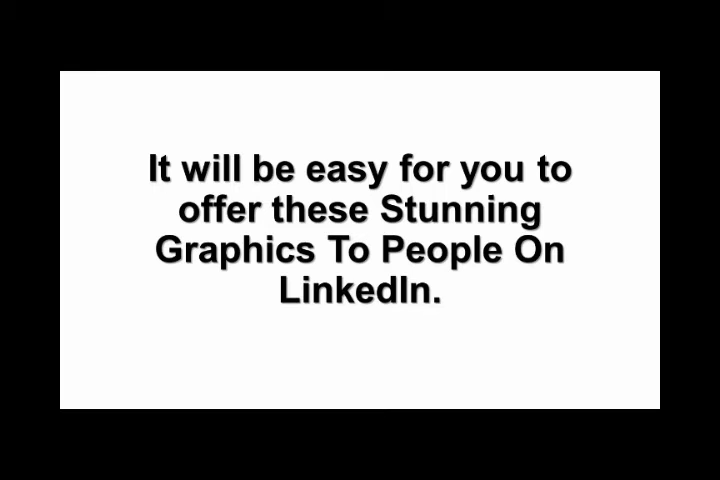 It will be easy for you to
offer these Stunning
Graphics To People On
LinkedIn.